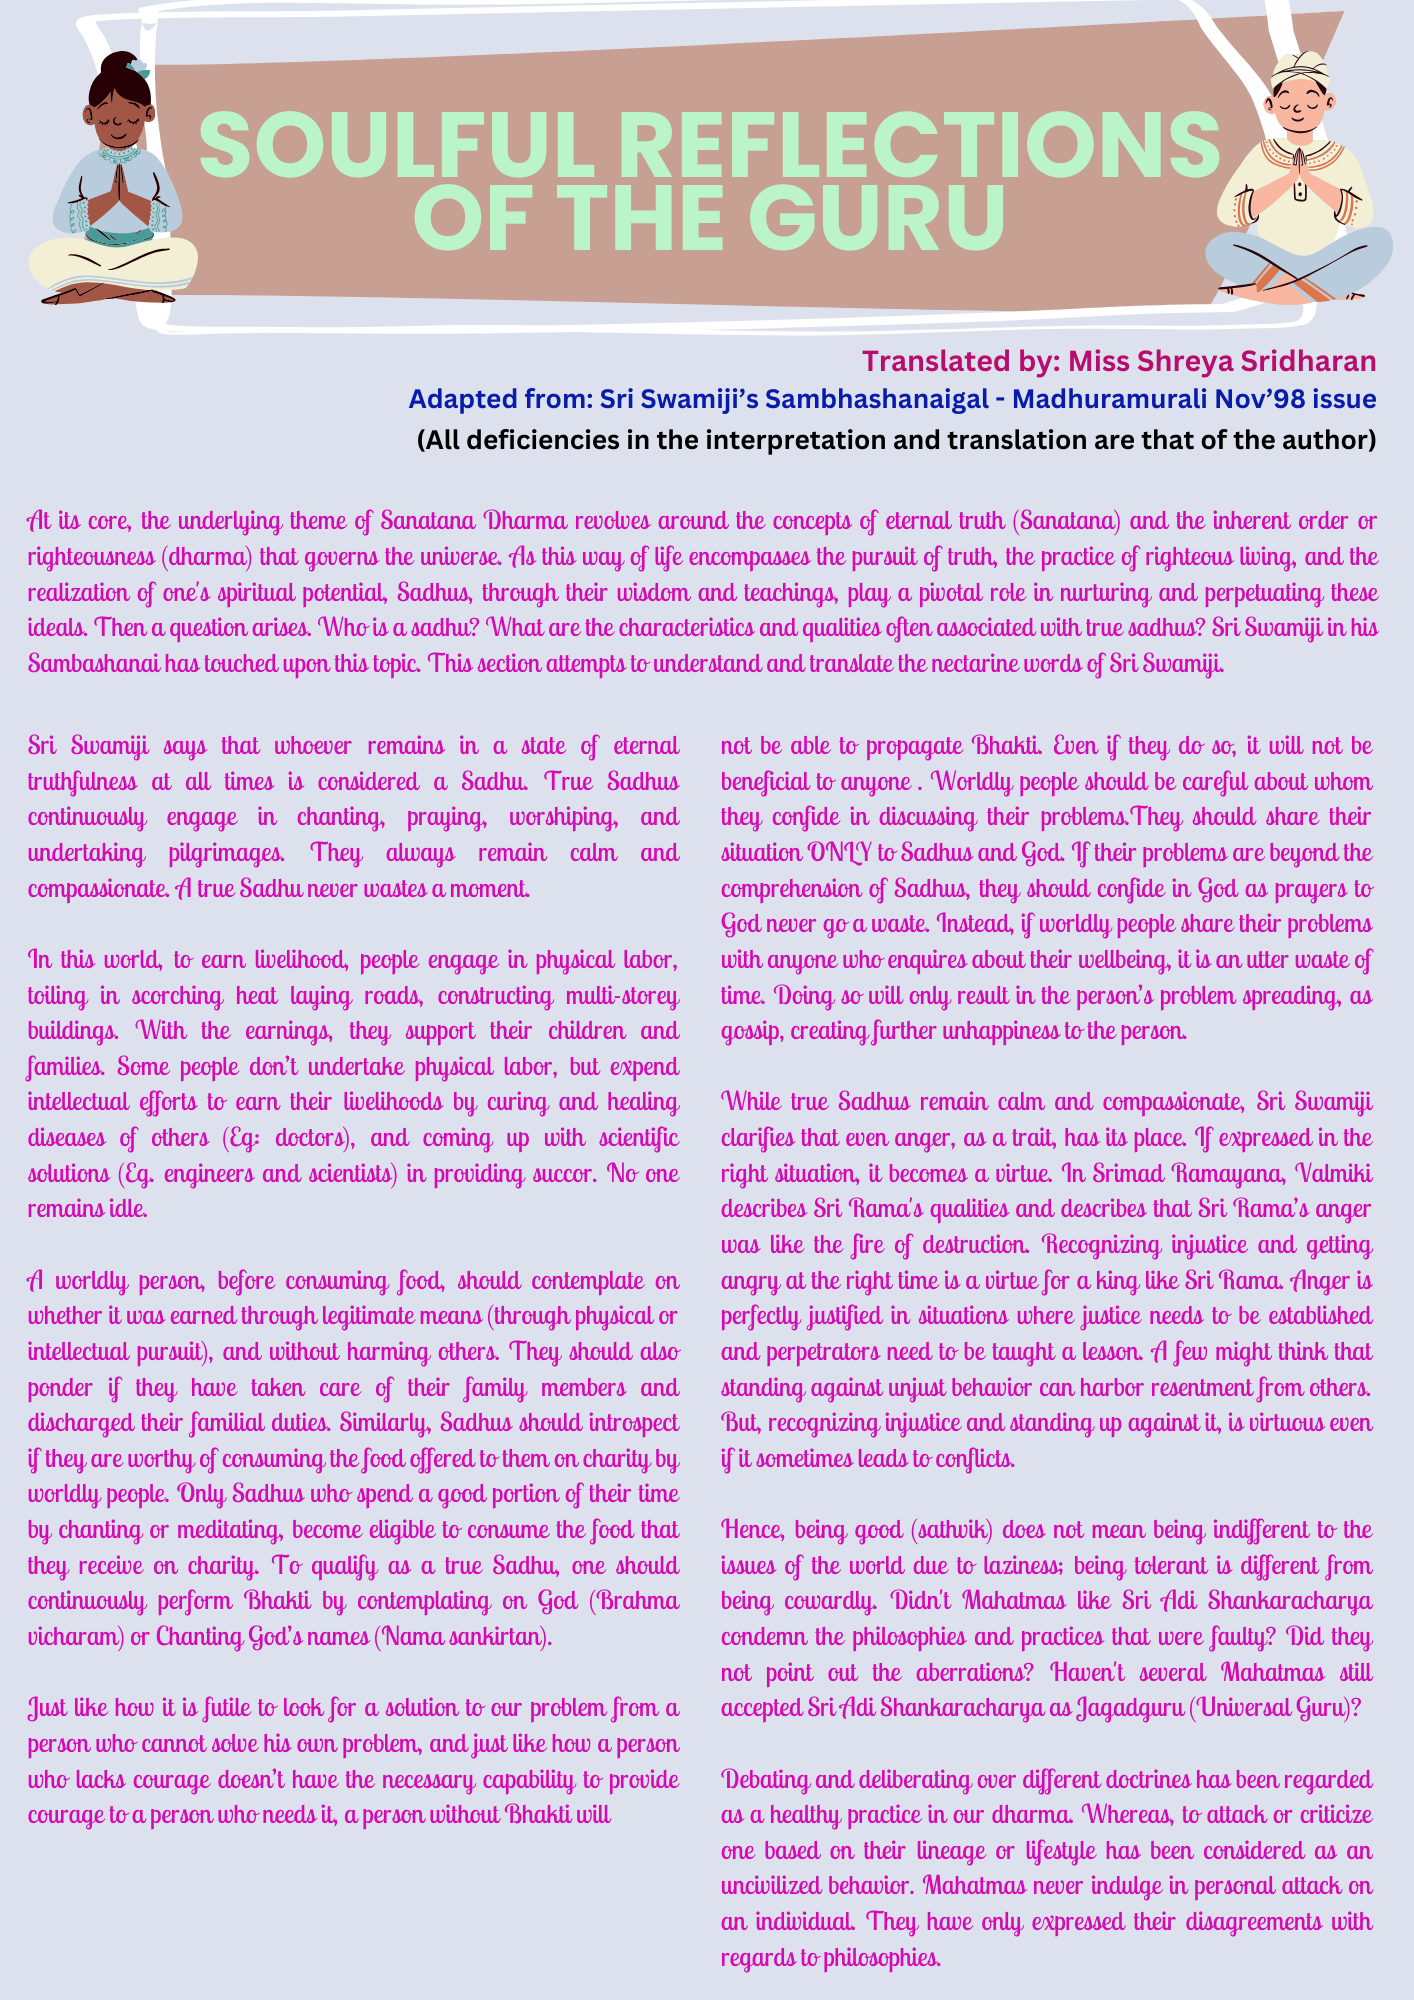 SOULFUL REFLECTIONS
OF THE GURU
Translated by: Miss Shreya Sridharan
Adapted from: Sri Swamiji's Sambhashanaigal - Madhuramurali Nov'98 issue
(All deficiencies in the interpretation and translation are that of the author)
At its core, the underlying theme of Sanatana Dharma revolves around the concepts of eternal truth (Sanatana) and the inherent order or
righteousness (dharma) that governs the universe. As this way of life encompasses the pursuit of truth, the practice of righteous living, and the
realization of one's spiritual potential, Sadhus, through their wisdom and teachings, play a pivotal role in nurturing and perpetuating these
ideals. Then a question arises. Who is a sadhu? What are the characteristics and qualities often associated with true sadhus? Sri Swamiji in his
Sambashanai has touched upon this topic. This section attempts to understand and translate the nectarine words of Sri Swamiji.
Sri Swamiji says that whoever remains in a state of eternal
truthfulness at all times is considered a Sadhu. True Sadhus
continuously engage in chanting, praying, worshiping, and
undertaking pilgrimages. They always remain calm and
compassionate. A true Sadhu never wastes a moment.
In this world, to earn livelihood, people engage in physical labor,
toiling in scorching heat laying roads, constructing multi-storey
buildings. With the earnings, they support their children and
families. Some people don't undertake physical labor, but expend
intellectual efforts to earn their livelihoods by curing and healing
diseases of others (Eg: doctors), and coming up with scientific
solutions (Eg. engineers and scientists) in providing succor. No one
remains idle.
A worldly person, before consuming food, should contemplate on
whether it was earned through legitimate means (through physical or
intellectual pursuit), and without harming others. They should also
ponder if they have taken care of their family members and
discharged their familial duties. Similarly, Sadhus should introspect
if they are worthy of consuming the food offered to them on charity by
worldly people. Only Sadhus who spend a good portion of their time
by chanting or meditating, become eligible to consume the food that
they receive on charity. To qualify as a true Sadhu, one should
continuously perform Bhakti by contemplating on God (Brahma
vicharam) or Chanting God's names (Nama sankirtan).
Just like how it is futile to look for a solution to our problem from a
person who cannot solve his own problem, and just like how a person
who lacks courage doesn't have the necessary capability to provide
courage to a person who needs it, a person without Bhakti will
not be able to propagate Bhakti. Even if they do so, it will not be
beneficial to anyone . Worldly people should be careful about whom
they confide in discussing their problems.They should share their
situation ONLY to Sadhus and God. If their problems are beyond the
comprehension of Sadhus, they should confide in God as prayers to
God never go a waste. Instead, if worldly people share their problems
with anyone who enquires about their wellbeing, it is an utter waste of
time. Doing so will only result in the person's problem spreading, as
gossip, creating further unhappiness to the person.
While true Sadhus remain calm and compassionate, Sri Swamiji
clarifies that even anger, as a trait, has its place. If expressed in the
right situation, it becomes a virtue. In Srimad Ramayana, Valmiki
describes Sri Rama's qualities and describes that Sri Rama's anger
was like the fire of destruction. Recognizing injustice and getting
angry at the right time is a virtue for a king like Sri Rama. Anger is
perfectly justified in situations where justice needs to be established
and perpetrators need to be taught a lesson. A few might think that
standing against unjust behavior can harbor resentment from others.
But, recognizing injustice and standing up against it, is virtuous even
if it sometimes leads to conflicts.
Hence, being good (sathvik) does not mean being indifferent to the
issues of the world due to laziness; being tolerant is different from
being cowardly. Didn't Mahatmas like Sri Adi Shankaracharya
condemn the philosophies and practices that were faulty? Did they
not point out the aberrations? Haven't several Mahatmas still
accepted Sri Adi Shankaracharya as Jagadguru (Universal Guru)?
Debating and deliberating over different doctrines has been regarded
as a healthy practice in our dharma. Whereas, to attack or criticize
one based on their lineage or lifestyle has been considered as an
uncivilized behavior. Mahatmas never indulge in personal attack on
an individual. They have only expressed their disagreements with
regards to philosophies.